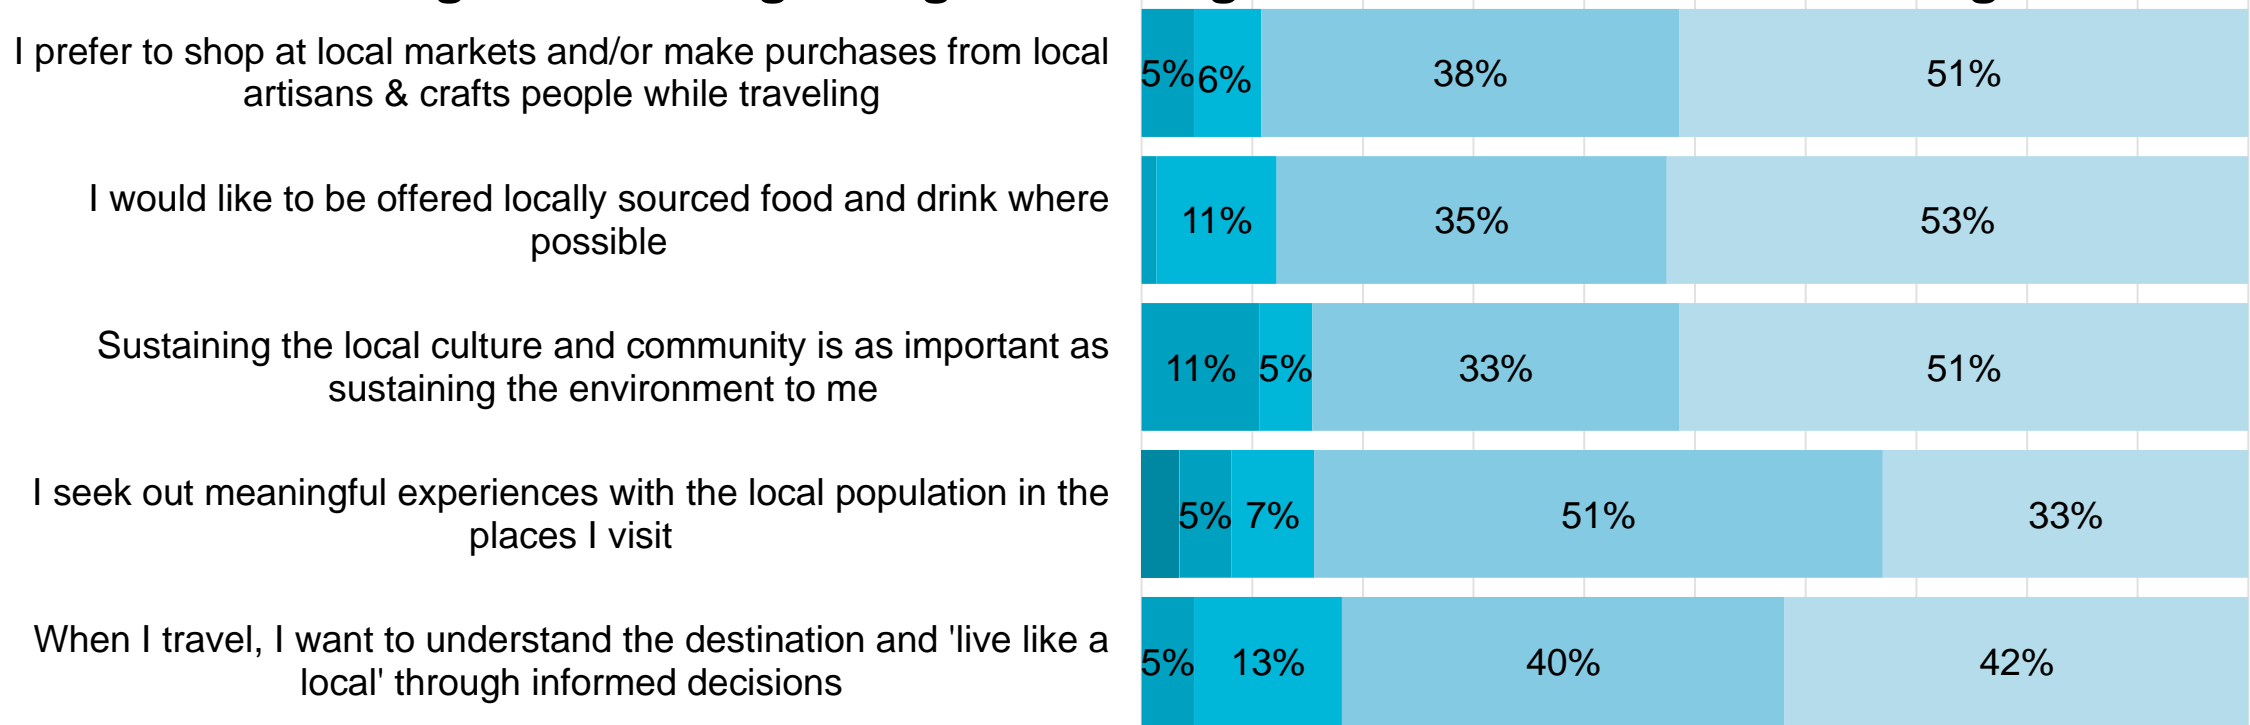 I prefer to shop at local markets and/or make purchases from local
artisans & crafts people while traveling
5% 6% 38% 51%
I would like to be offered locally sourced food and drink where
possible
11% 35% 53%
Sustaining the local culture and community is as important as
sustaining the environment to me
11% 5% 33% 51%
I seek out meaningful experiences with the local population in the
places I visit
5% 7% 51% 33%
When I travel, I want to understand the destination and 'live like a
local' through informed decisions
5% 13% 40% 42%